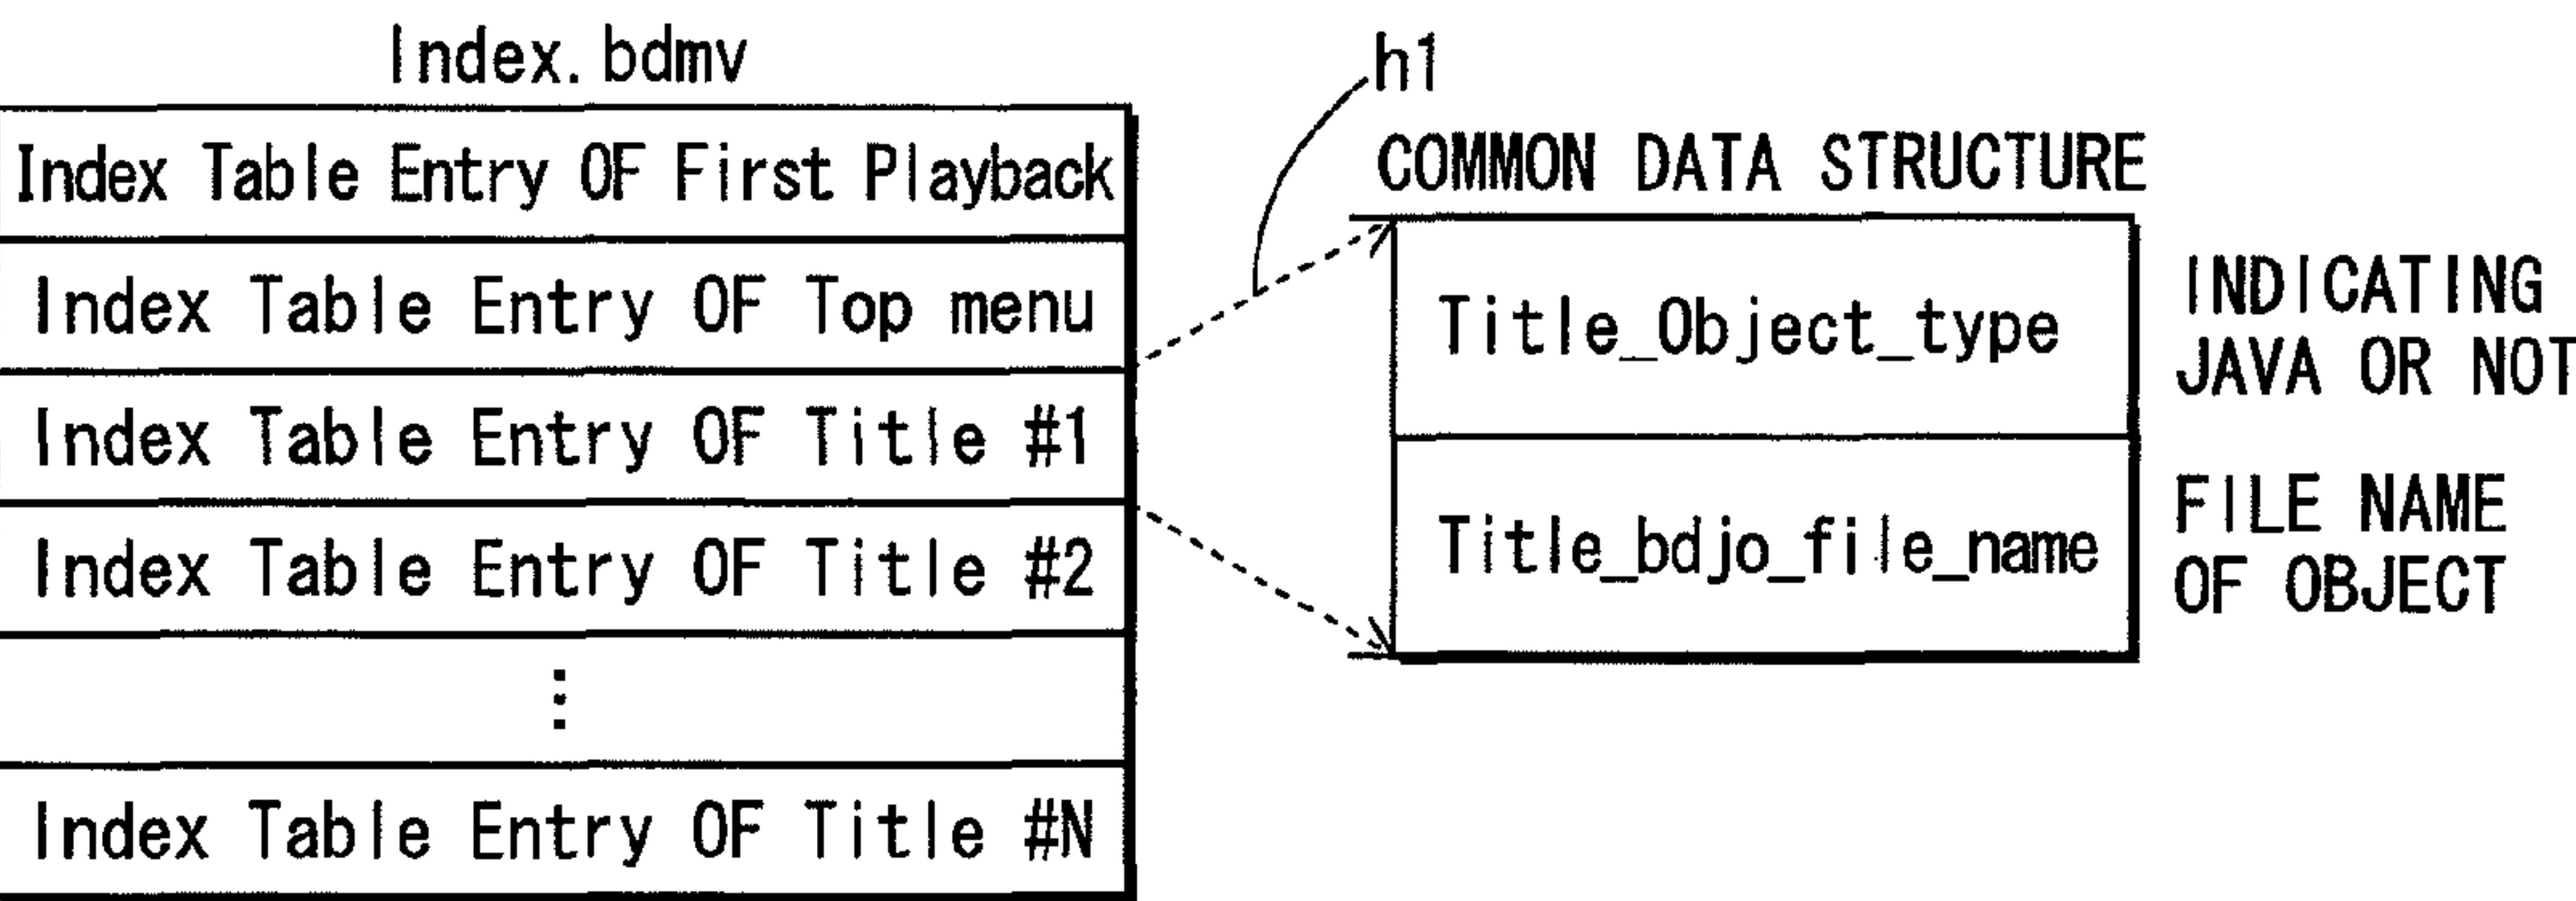 Index.bdmv
Index Table Entry OF First Playback
Index Table Entry OF Top menu
Index Table Entry OF Title #1
Index Table Entry OF Title #2
⋮
Index Table Entry OF Title #N
h1
COMMON DATA STRUCTURE
Title_Object_type
INDICATING
JAVA OR NOT
Title_bdjo_file_name
FILE NAME
OF OBJECT